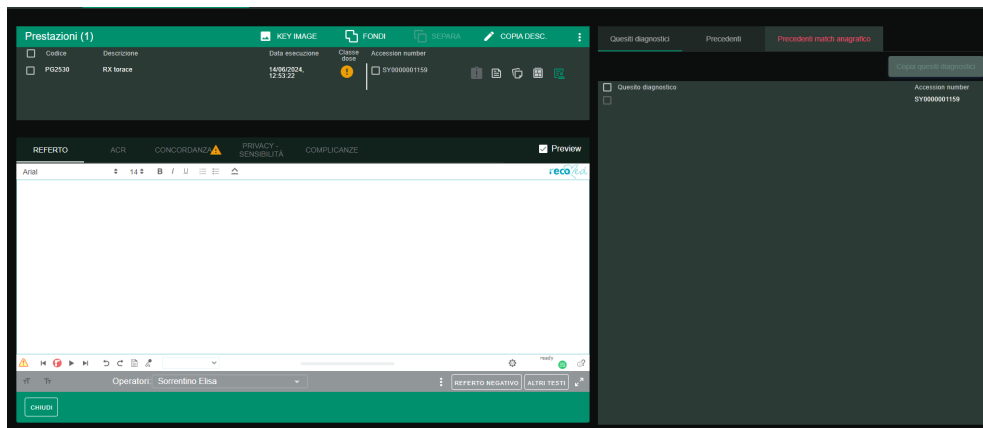 Prestazioni (1) KEY IMAGE FONDI SEPARA COPIA DESC.
Codice Descrizione Data esecuzione Classe dose Accession number
PG2530 RX torace 14/06/2024, 12:53:22 SY0000001159
REFERTO ACR CONCORDANZA PRIVACY - SENSIBILITÀ COMPLICANZE Preview
Arial 14 B I U recomed
ready
Operatori: Sorrentino Elisa REFERTO NEGATIVO ALTRI TESTI
CHIUDI
Quesiti diagnostici Precedenti Precedenti match anagrafico
Copia quesiti diagnostici
Quesito diagnostico Accession number
SY0000001159